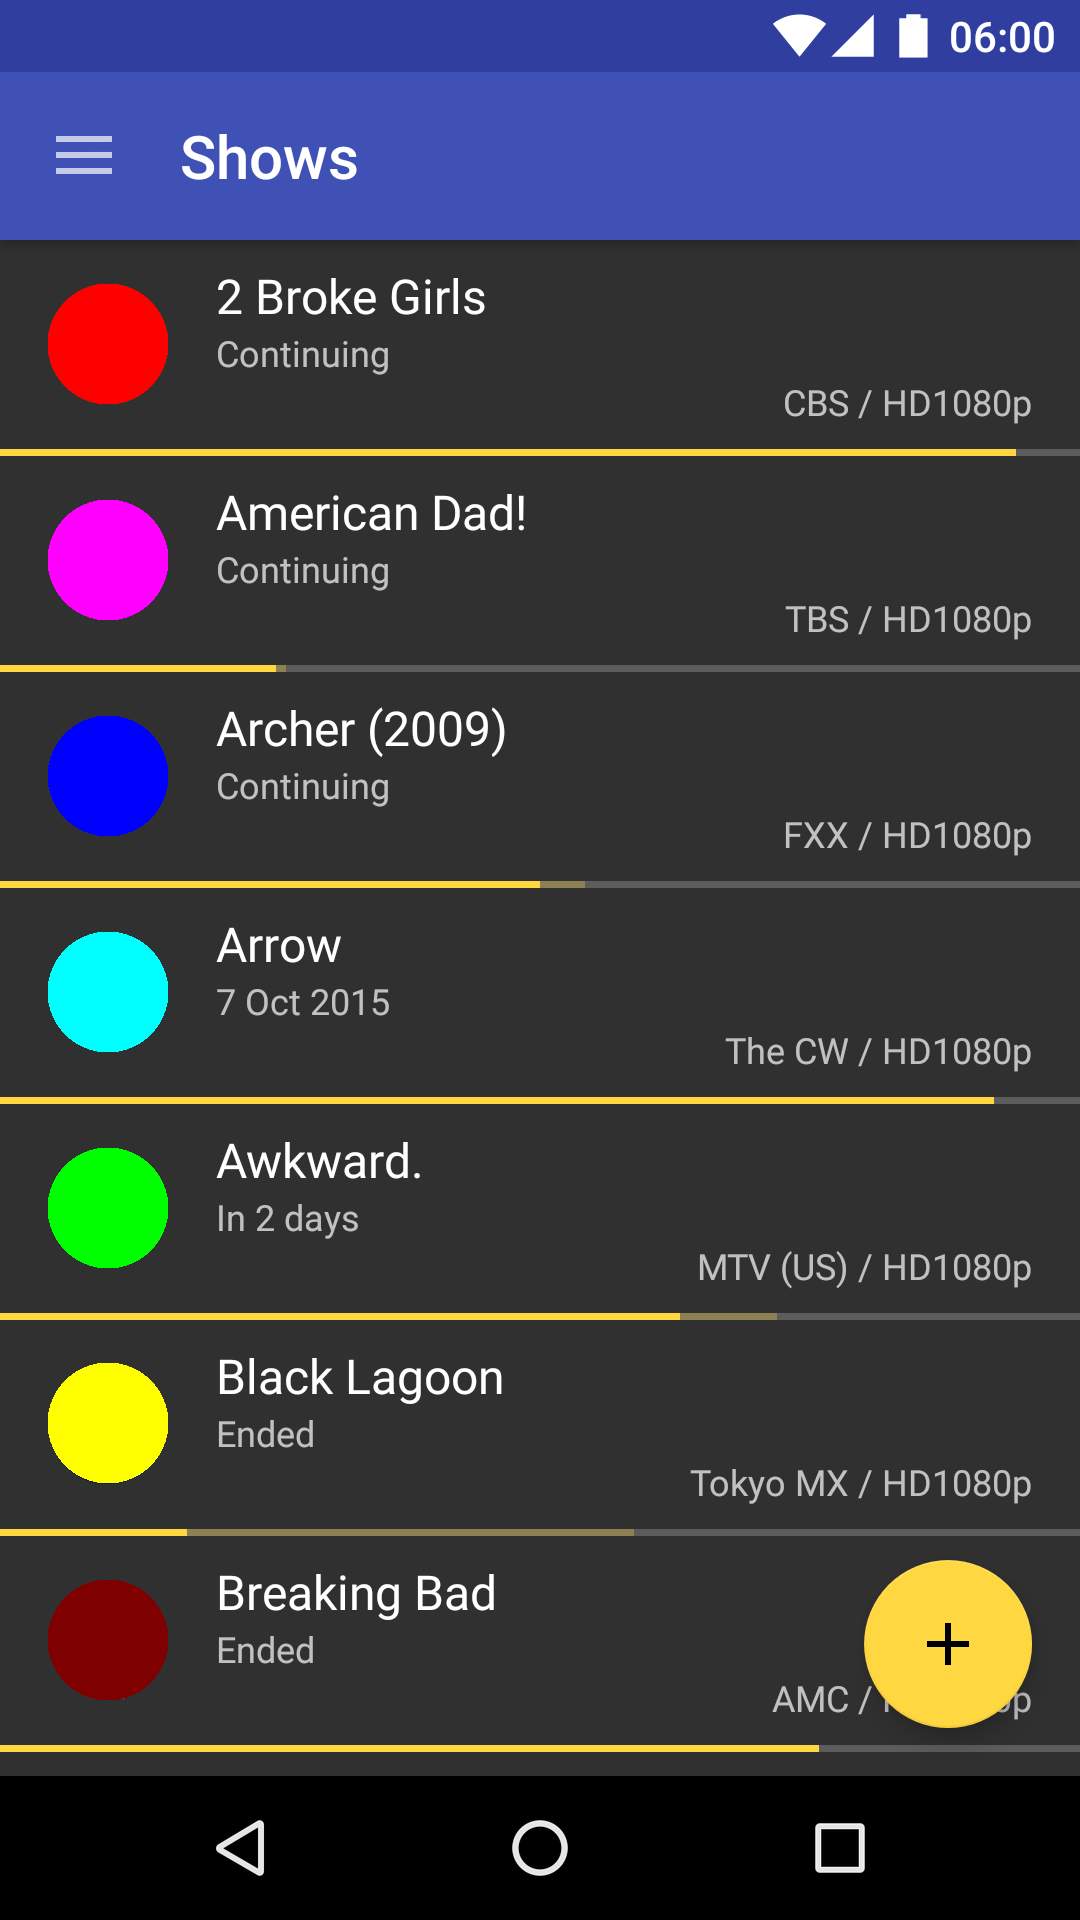 06:00
Shows
2 Broke Girls
Continuing
CBS / HD1080p
American Dad!
Continuing
TBS / HD1080p
Archer (2009)
Continuing
FXX / HD1080p
Arrow
7 Oct 2015
The CW / HD1080p
Awkward.
In 2 days
MTV (US) / HD1080p
Black Lagoon
Ended
Tokyo MX / HD1080p
Breaking Bad
Ended
AMC /